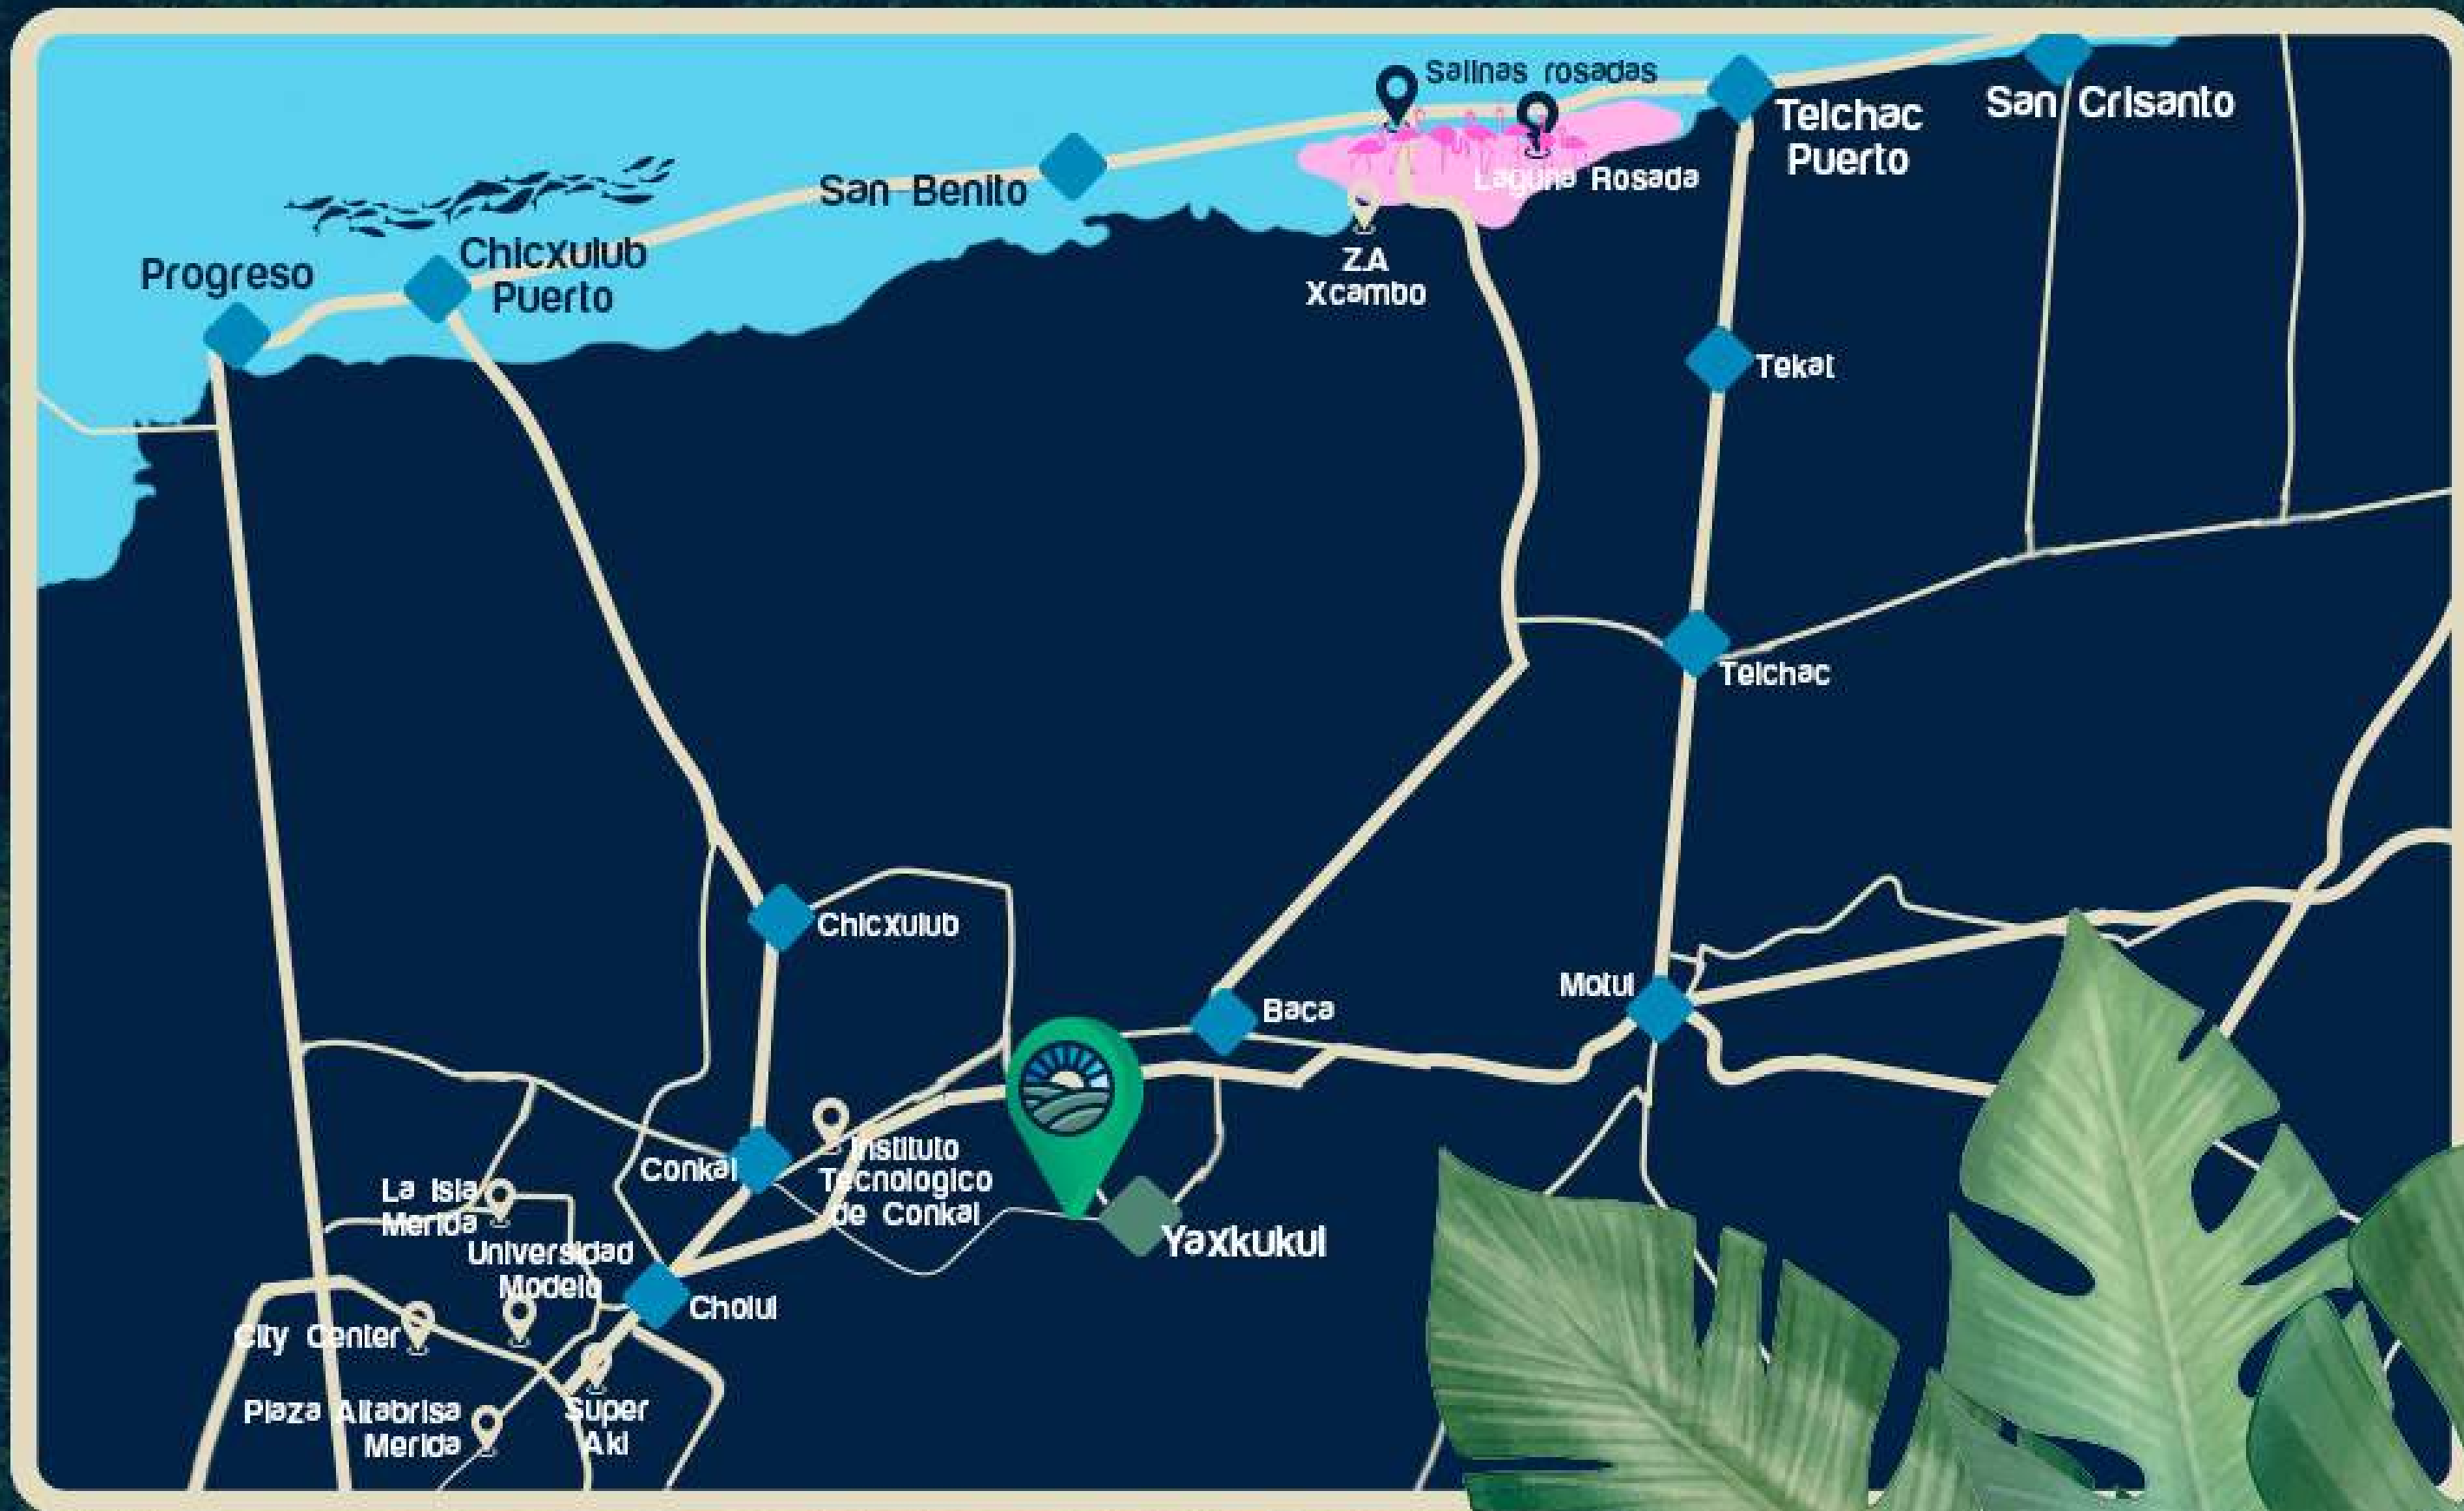 Salinas rosadas
San Crisanto
Telchac
Puerto
Laguna Rosada
San Benito
Chicxulub
Puerto
Progreso
Z.A
Xcambo
Tekat
Telchac
Chicxulub
Motul
Baca
Instituto
Tecnologico
de Conkal
Conkal
La Isla
Merida
Yaxkukul
Universidad
Modelo
Cholul
City Center
Plaza Altabrisa
Merida
Super
Aki